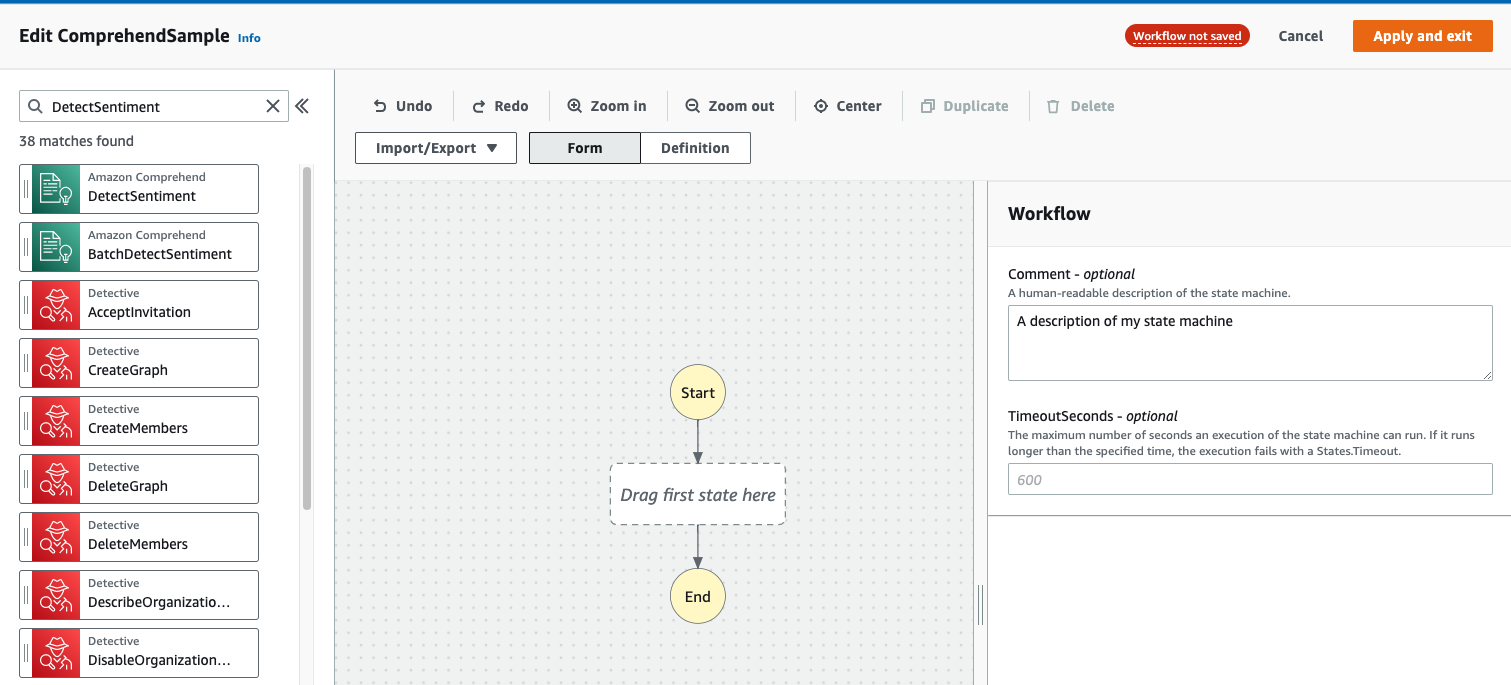 Edit ComprehendSample Info
Workflow not saved
Cancel
Apply and exit
DetectSentiment
38 matches found
Amazon Comprehend
DetectSentiment
Amazon Comprehend
BatchDetectSentiment
Detective
AcceptInvitation
Detective
CreateGraph
Detective
CreateMembers
Detective
DeleteGraph
Detective
DeleteMembers
Detective
DescribeOrganizatio...
Detective
DisableOrganization...
Undo
Redo
Zoom in
Zoom out
Center
Duplicate
Delete
Import/Export
Form
Definition
Start
Drag first state here
End
Workflow
Comment - optional
A human-readable description of the state machine.
A description of my state machine
TimeoutSeconds - optional
The maximum number of seconds an execution of the state machine can run. If it runs
longer than the specified time, the execution fails with a States.Timeout.
600